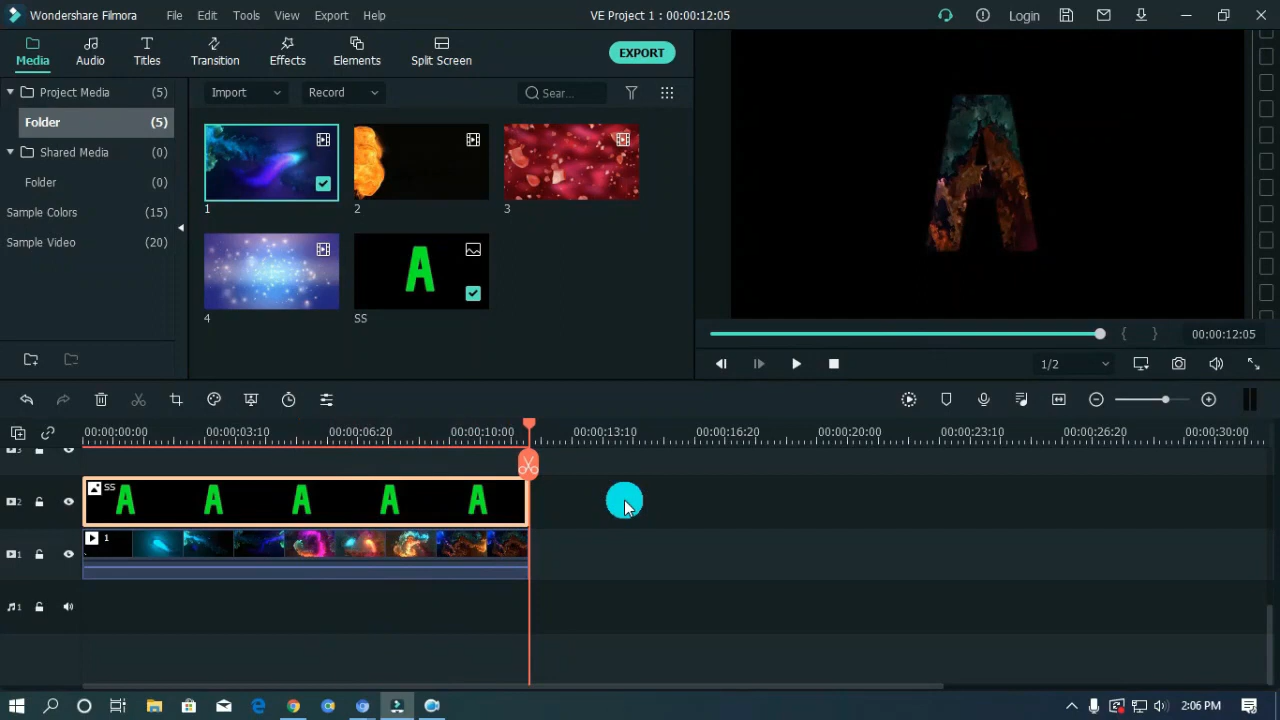 Wondershare Filmora File Edit Tools View Export Help VE Project 1 : 00:00:12:05 Login
Media Audio Titles Transition Effects Elements Split Screen EXPORT
Project Media (5)
Folder (5)
Shared Media (0)
Folder (0)
Sample Colors (15)
Sample Video (20)
Import Record Sear...
1 2 3
A
4 SS
A
00:00:12:05
1/2
00:00:00:00 00:00:03:10 00:00:06:20 00:00:10:00 00:00:13:10 00:00:16:20 00:00:20:00 00:00:23:10 00:00:26:20 00:00:30:00
2 SS A A A A A
1 1
1
2:06 PM